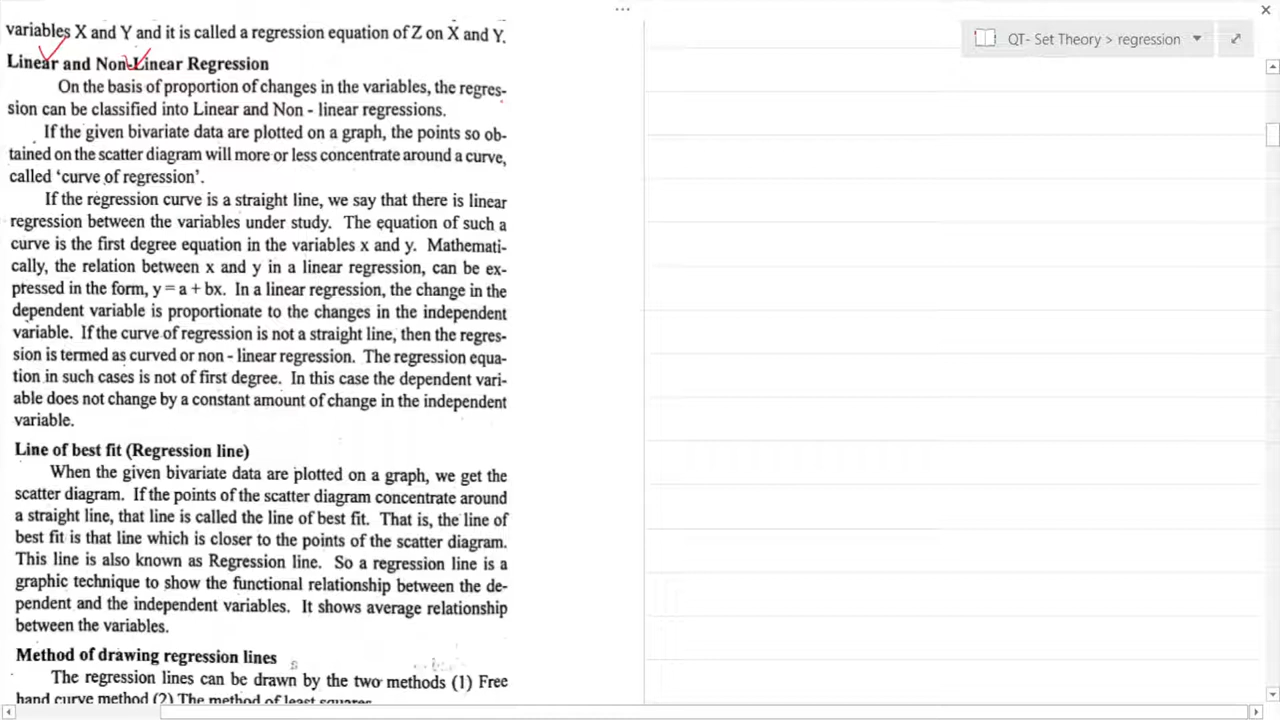 QT- Set Theory > regression
variables X and Y and it is called a regression equation of Z on X and Y.
Linear and Non-Linear Regression
On the basis of proportion of changes in the variables, the regres-
sion can be classified into Linear and Non - linear regressions.
If the given bivariate data are plotted on a graph, the points so ob-
tained on the scatter diagram will more or less concentrate around a curve,
called ‘curve of regression’.
If the regression curve is a straight line, we say that there is linear
regression between the variables under study. The equation of such a
curve is the first degree equation in the variables x and y. Mathemati-
cally, the relation between x and y in a linear regression, can be ex-
pressed in the form, y = a + bx. In a linear regression, the change in the
dependent variable is proportionate to the changes in the independent
variable. If the curve of regression is not a straight line, then the regres-
sion is termed as curved or non - linear regression. The regression equa-
tion in such cases is not of first degree. In this case the dependent vari-
able does not change by a constant amount of change in the independent
variable.
Line of best fit (Regression line)
When the given bivariate data are plotted on a graph, we get the
scatter diagram. If the points of the scatter diagram concentrate around
a straight line, that line is called the line of best fit. That is, the line of
best fit is that line which is closer to the points of the scatter diagram.
This line is also known as Regression line. So a regression line is a
graphic technique to show the functional relationship between the de-
pendent and the independent variables. It shows average relationship
between the variables.
Method of drawing regression lines
The regression lines can be drawn by the two methods (1) Free
hand curve method (2) The method of least squares